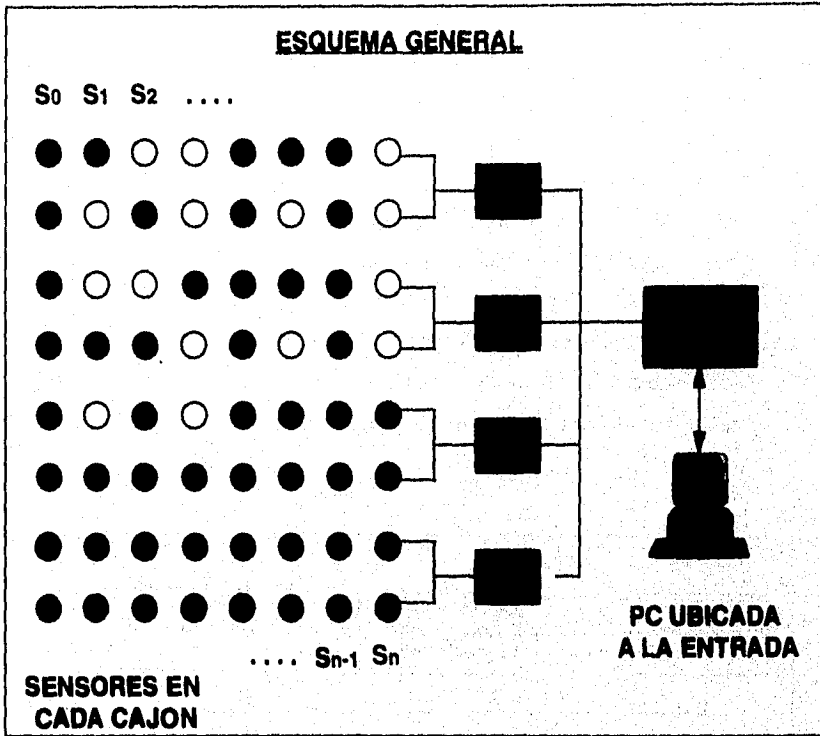 ESQUEMA GENERAL
S0 S1 S2 ....
.... Sn-1 Sn
SENSORES EN
CADA CAJON
PC UBICADA
A LA ENTRADA